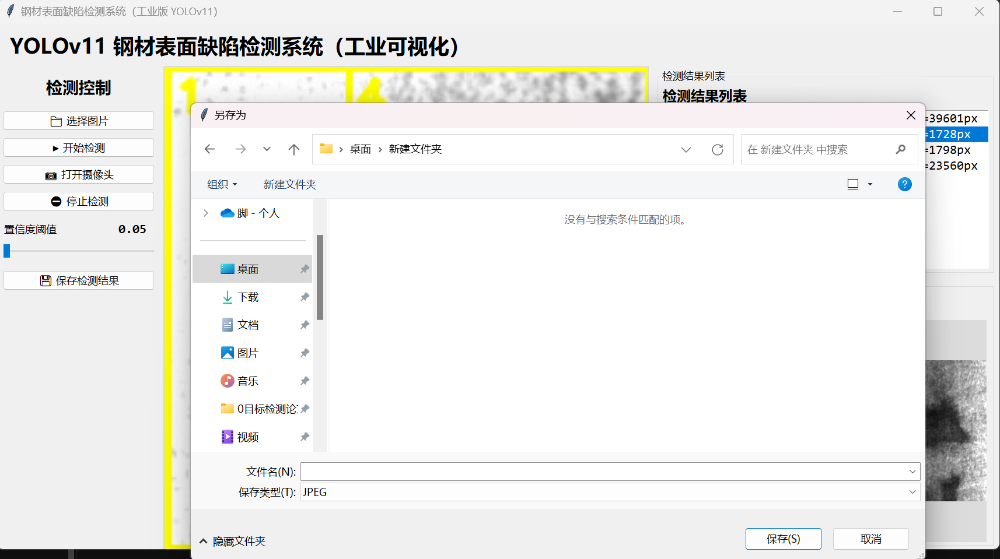 钢材表面缺陷检测系统（工业版 YOLOv11）
YOLOv11 钢材表面缺陷检测系统（工业可视化）
检测控制
选择图片
开始检测
打开摄像头
停止检测
置信度阈值 0.05
保存检测结果
1 4
检测结果列表
检测结果列表
=39601px
=1728px
=1798px
=23560px
另存为
桌面 › 新建文件夹
在 新建文件夹 中搜索
组织 新建文件夹
脚 - 个人
没有与搜索条件匹配的项。
桌面
下载
文档
图片
音乐
0目标检测论
视频
文件名(N):
保存类型(T): JPEG
隐藏文件夹
保存(S) 取消